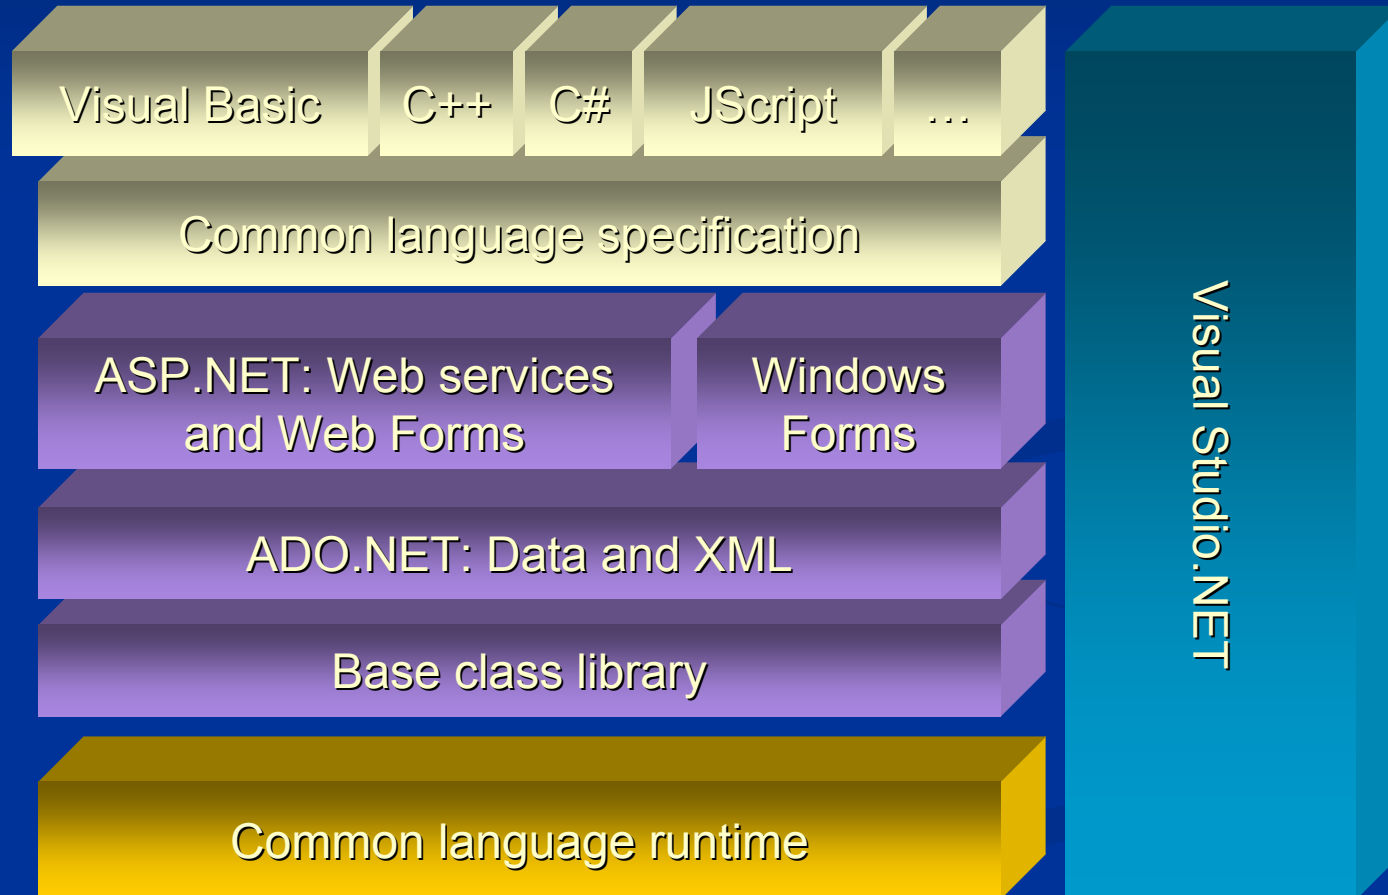 Visual Basic
C++
C#
JScript
…
Common language specification
ASP.NET: Web services
and Web Forms
Windows
Forms
ADO.NET: Data and XML
Base class library
Common language runtime
Visual Studio.NET